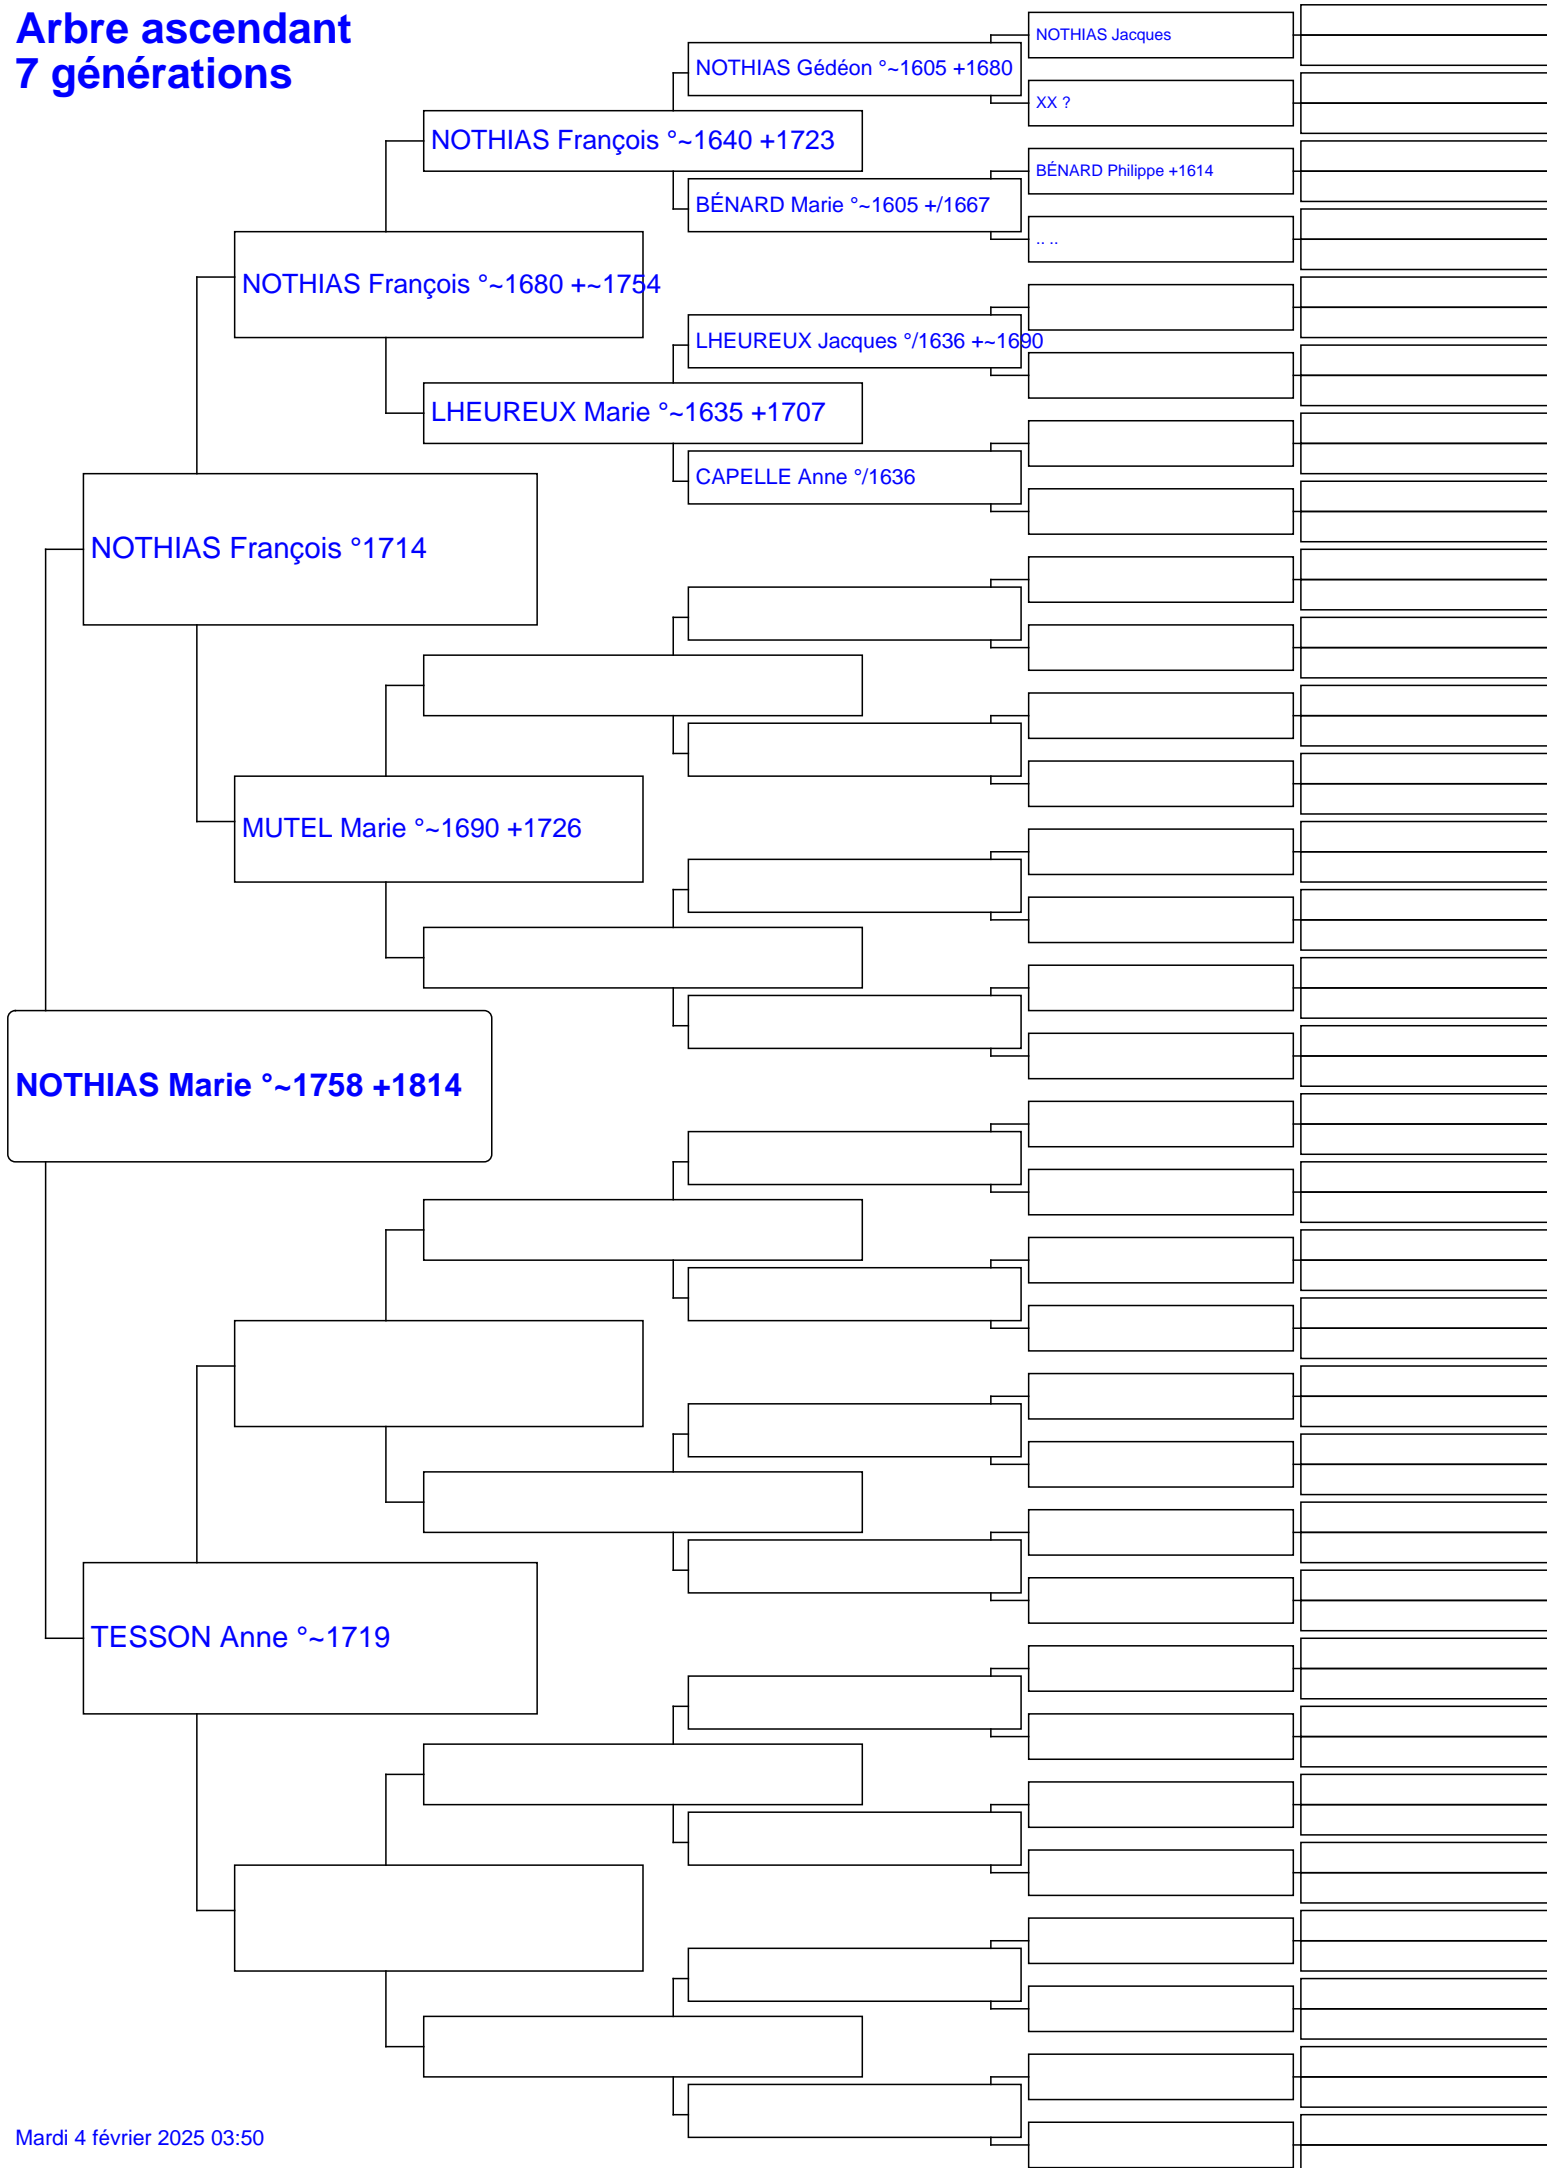 Arbre ascendant
7 générations
NOTHIAS Jacques
NOTHIAS Gédéon °~1605 +1680
XX ?
NOTHIAS François °~1640 +1723
BÉNARD Philippe +1614
BÉNARD Marie °~1605 +/1667
.. ..
NOTHIAS François °~1680 +~1754
LHEUREUX Jacques °/1636 +~1690
LHEUREUX Marie °~1635 +1707
CAPELLE Anne °/1636
NOTHIAS François °1714
MUTEL Marie °~1690 +1726
NOTHIAS Marie °~1758 +1814
TESSON Anne °~1719
Mardi 4 février 2025 03:50